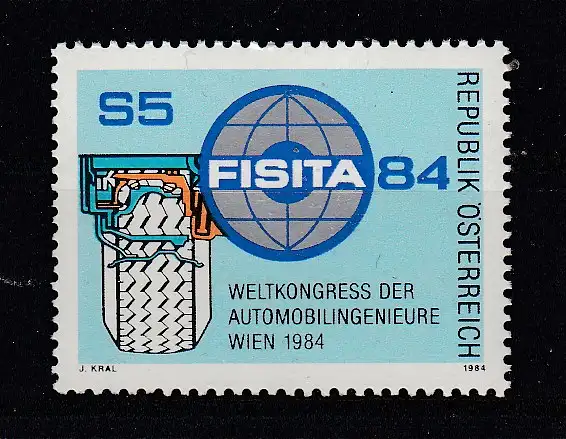 S5
FISITA 84
REPUBLIK ÖSTERREICH
WELTKONGRESS DER
AUTOMOBILINGENIEURE
WIEN 1984
J. KRAL
1984